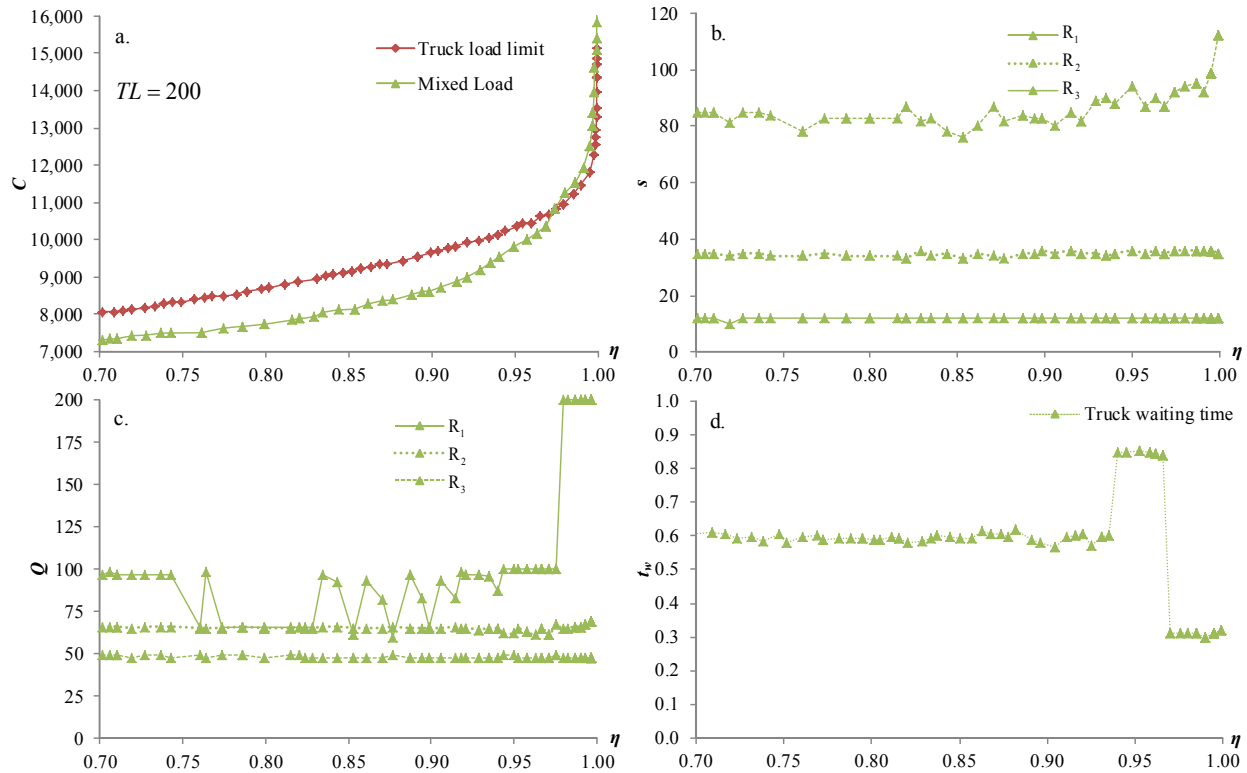 a.
TL = 200
Truck load limit
Mixed Load
C
16,000
15,000
14,000
13,000
12,000
11,000
10,000
9,000
8,000
7,000
0.70 0.75 0.80 0.85 0.90 0.95 1.00
η
b.
R1
R2
R3
s
120
100
80
60
40
20
0
0.70 0.75 0.80 0.85 0.90 0.95 1.00
η
c.
R1
R2
R3
Q
200
175
150
125
100
75
50
25
0
0.70 0.75 0.80 0.85 0.90 0.95 1.00
η
d.
Truck waiting time
tw
1.0
0.9
0.8
0.7
0.6
0.5
0.4
0.3
0.2
0.1
0.0
0.70 0.75 0.80 0.85 0.90 0.95 1.00
η